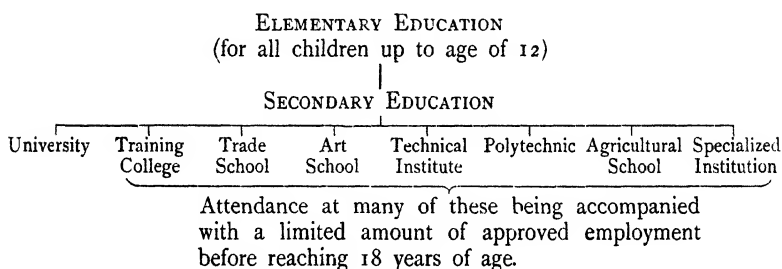 ELEMENTARY EDUCATION
(for all children up to age of 12)
SECONDARY EDUCATION
University Training College Trade School Art School Technical Institute Polytechnic Agricultural School Specialized Institution
Attendance at many of these being accompanied
with a limited amount of approved employment
before reaching 18 years of age.